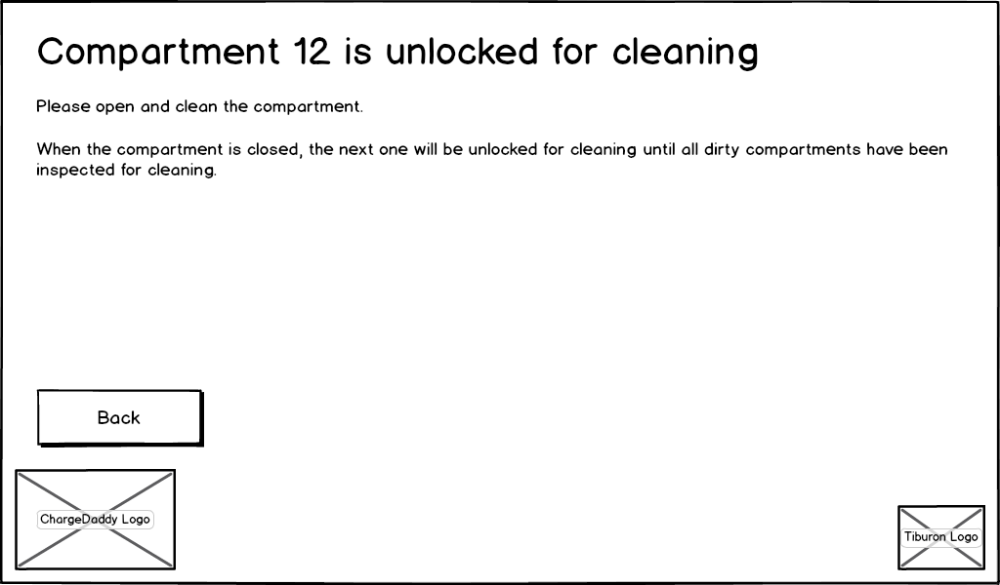 Compartment 12 is unlocked for cleaning
Please open and clean the compartment.
When the compartment is closed, the next one will be unlocked for cleaning until all dirty compartments have been
inspected for cleaning.
Back
ChargeDaddy Logo
Tiburon Logo